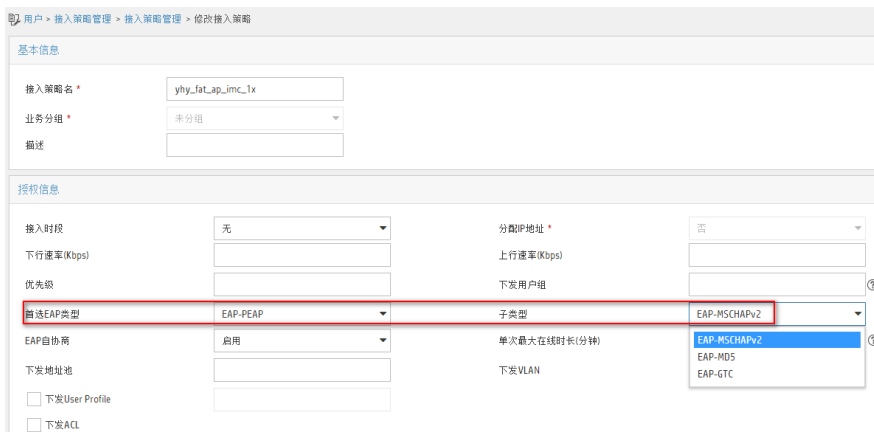 用户 > 接入策略管理 > 接入策略管理 > 修改接入策略
基本信息
接入策略名 * yhy_fat_ap_imc_1x
业务分组 * 未分组
描述
授权信息
接入时段 无 分配IP地址 * 否
下行速率(Kbps) 上行速率(Kbps)
优先级 下发用户组
首选EAP类型 EAP-PEAP 子类型 EAP-MSCHAPv2
EAP自协商 启用 单次最大在线时长(分钟) EAP-MSCHAPv2
EAP-MD5
下发地址池 下发VLAN EAP-GTC
下发User Profile
下发ACL